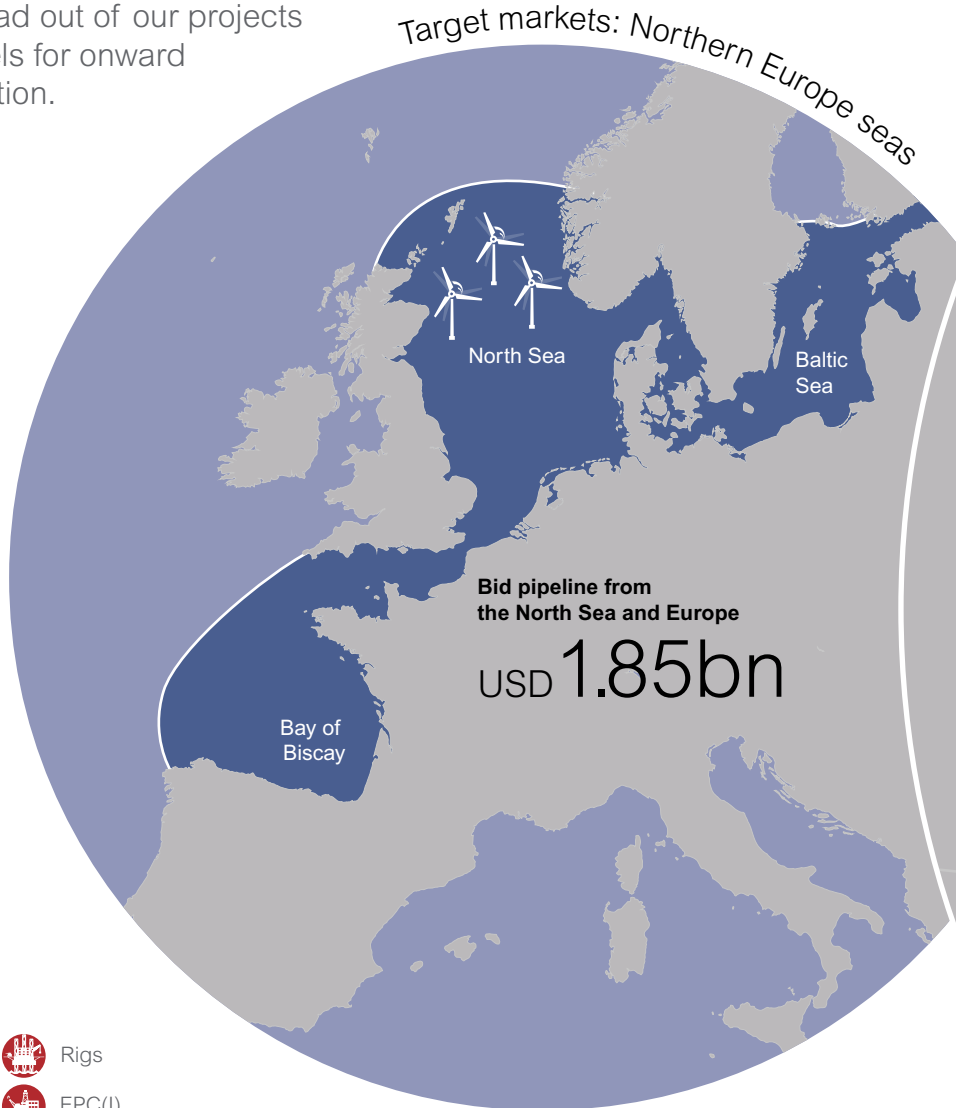 ad out of our projects
els for onward
tion.
Target markets: Northern Europe seas
North Sea
Baltic
Sea
Bid pipeline from
the North Sea and Europe
USD 1.85bn
Bay of
Biscay
Rigs
EPC(I)